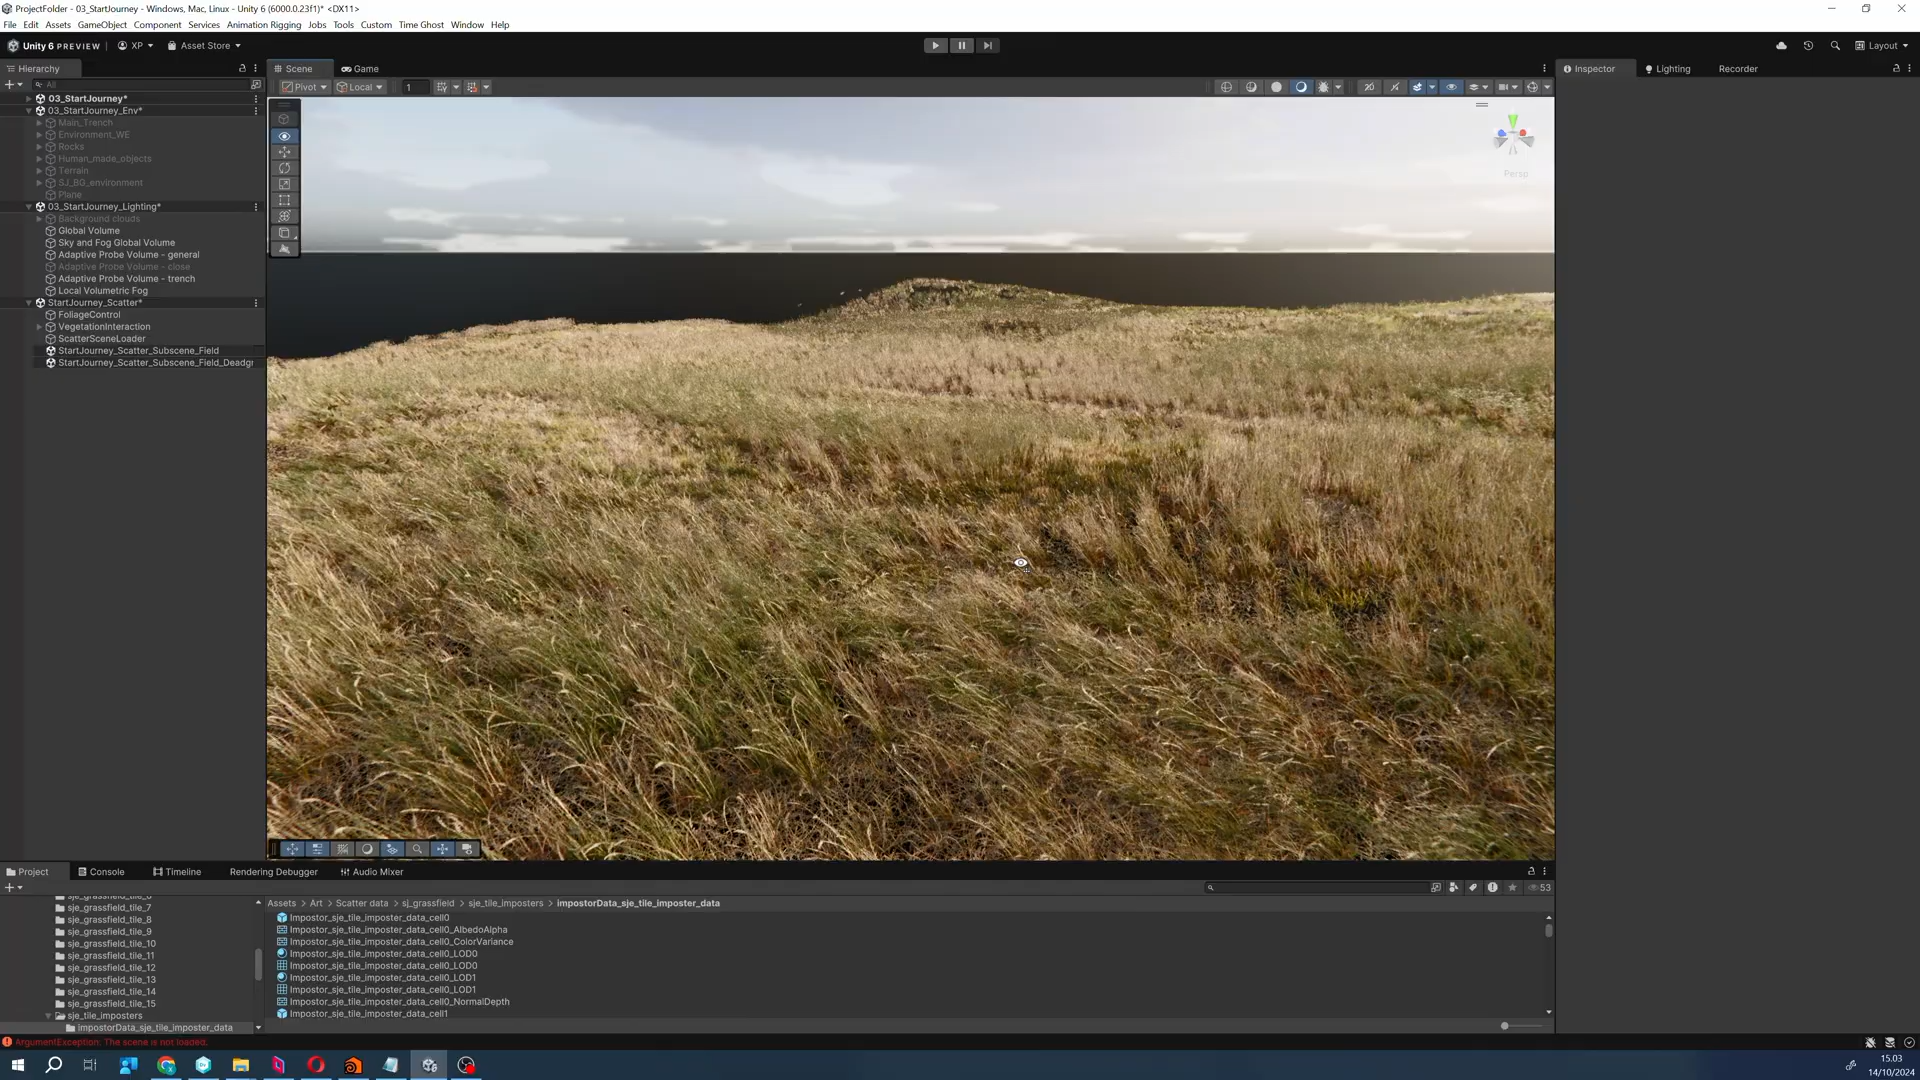 ProjectFolder - 03_StartJourney - Windows, Mac, Linux - Unity 6 (6000.0.23f1)* <DX11>
File Edit Assets GameObject Component Services Animation Rigging Jobs Tools Custom Time Ghost Window Help
Unity 6 PREVIEW XP Asset Store Layout
Hierarchy Scene Game Inspector Lighting Recorder
All Pivot Local 1 2D
03_StartJourney*
03_StartJourney_Env*
Main_Trench
Environment_WE
Rocks
Human_made_objects
Terrain
SJ_BG_environment
Plane
03_StartJourney_Lighting*
Background clouds
Global Volume
Sky and Fog Global Volume
Adaptive Probe Volume - general
Adaptive Probe Volume - close
Adaptive Probe Volume - trench
Local Volumetric Fog
StartJourney_Scatter*
FoliageControl
VegetationInteraction
ScatterSceneLoader
StartJourney_Scatter_Subscene_Field
StartJourney_Scatter_Subscene_Field_Deadgr
Persp
Project Console Timeline Rendering Debugger Audio Mixer
53
sje_grassfield_tile_7
sje_grassfield_tile_8
sje_grassfield_tile_9
sje_grassfield_tile_10
sje_grassfield_tile_11
sje_grassfield_tile_12
sje_grassfield_tile_13
sje_grassfield_tile_14
sje_grassfield_tile_15
sje_tile_imposters
impostorData_sje_tile_imposter_data
Assets > Art > Scatter data > sj_grassfield > sje_tile_imposters > impostorData_sje_tile_imposter_data
Impostor_sje_tile_imposter_data_cell0
Impostor_sje_tile_imposter_data_cell0_AlbedoAlpha
Impostor_sje_tile_imposter_data_cell0_ColorVariance
Impostor_sje_tile_imposter_data_cell0_LOD0
Impostor_sje_tile_imposter_data_cell0_LOD0
Impostor_sje_tile_imposter_data_cell0_LOD1
Impostor_sje_tile_imposter_data_cell0_LOD1
Impostor_sje_tile_imposter_data_cell0_NormalDepth
Impostor_sje_tile_imposter_data_cell1
ArgumentException: The scene is not loaded.
15.03
14/10/2024